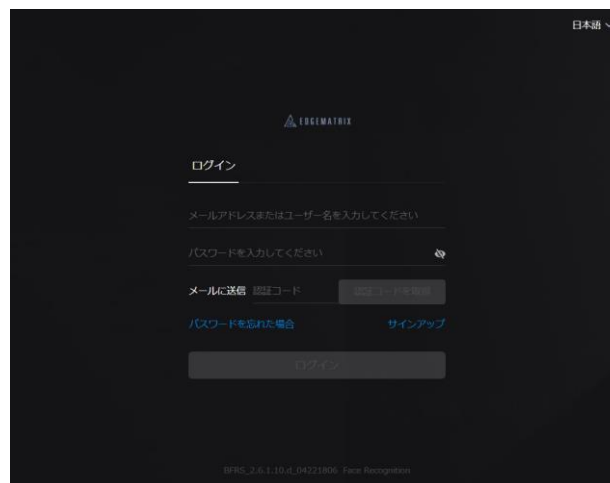 日本語
EDGEMATRIX
ログイン
メールアドレスまたはユーザー名を入力してください
パスワードを入力してください
メールに送信 認証コード 認証コードを取得
パスワードを忘れた場合 サインアップ
ログイン
BFRS_2.6.1.10.d_04221806 Face Recognition